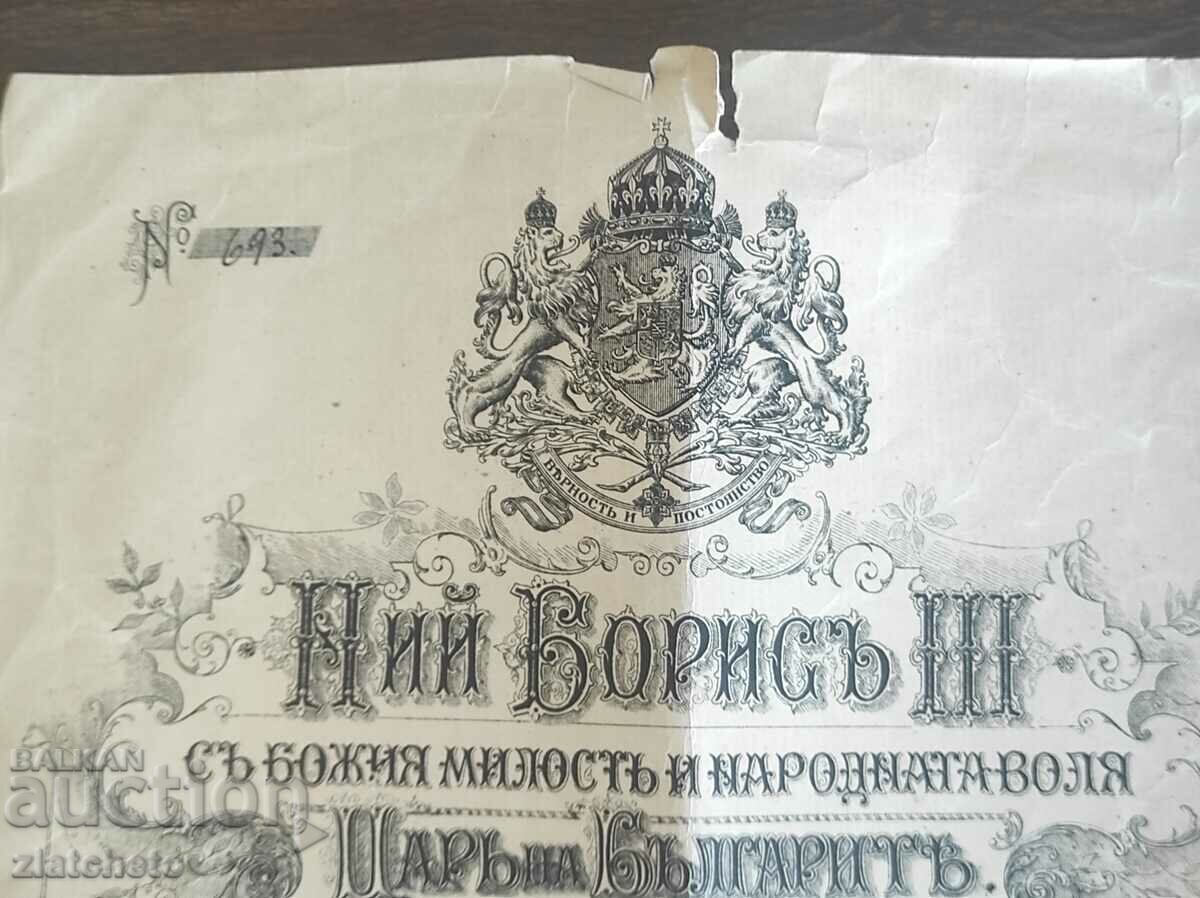 № 693.
ВѢРНОСТЬ И ПОСТОЯНСТВО
НИЙ БОРИСЪ III
СЪ БОЖИЯ МИЛОСТЬ И НАРОДНАТА ВОЛЯ
ЦАРЬ НА БЪЛГАРИТѢ.
BALKAN
auction
zlatcheto